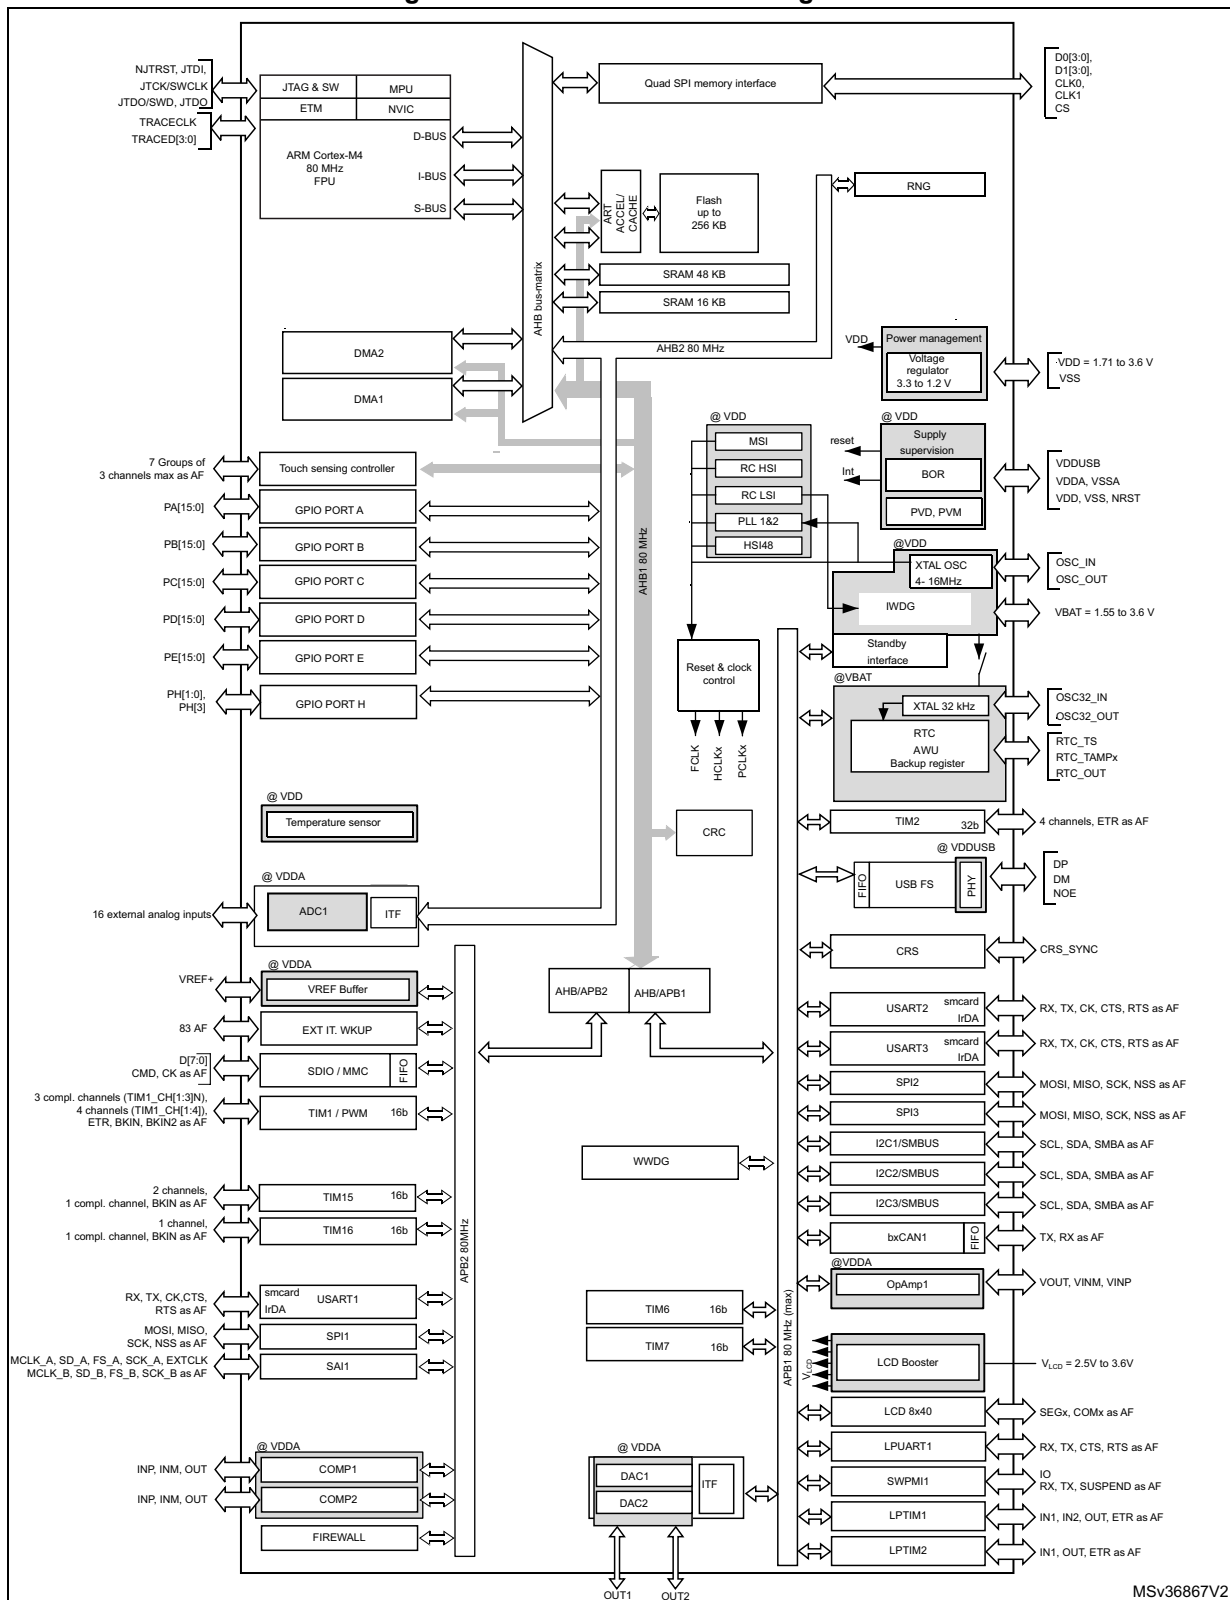 NJTRST, JTDI,
JTCK/SWCLK
JTDO/SWD, JTDO
TRACECLK
TRACED[3:0]
JTAG & SW
MPU
ETM
NVIC
ARM Cortex-M4
80 MHz
FPU
D-BUS
I-BUS
S-BUS
AHB bus-matrix
Quad SPI memory interface
D0[3:0],
D1[3:0],
CLK0,
CLK1
CS
ART
ACCEL/
CACHE
Flash
up to
256 KB
RNG
SRAM 48 KB
SRAM 16 KB
AHB2 80 MHz
DMA2
DMA1
VDD
Power management
Voltage
regulator
3.3 to 1.2 V
VDD = 1.71 to 3.6 V
VSS
@ VDD
MSI
RC HSI
RC LSI
PLL 1&2
HSI48
@ VDD
reset
Int
Supply
supervision
BOR
PVD, PVM
VDDUSB
VDDA, VSSA
VDD, VSS, NRST
7 Groups of
3 channels max as AF
Touch sensing controller
PA[15:0]
GPIO PORT A
PB[15:0]
GPIO PORT B
PC[15:0]
GPIO PORT C
PD[15:0]
GPIO PORT D
PE[15:0]
GPIO PORT E
PH[1:0],
PH[3]
GPIO PORT H
AHB1 80 MHz
@VDD
XTAL OSC
4- 16MHz
IWDG
OSC_IN
OSC_OUT
VBAT = 1.55 to 3.6 V
Standby
interface
Reset & clock
control
FCLK
HCLKx
PCLKx
@VBAT
XTAL 32 kHz
RTC
AWU
Backup register
OSC32_IN
OSC32_OUT
RTC_TS
RTC_TAMPx
RTC_OUT
@ VDD
Temperature sensor
CRC
TIM2
32b
4 channels, ETR as AF
@ VDDUSB
FIFO
USB FS
PHY
DP
DM
NOE
@ VDDA
16 external analog inputs
ADC1
ITF
CRS
CRS_SYNC
@ VDDA
VREF+
VREF Buffer
AHB/APB2
AHB/APB1
83 AF
EXT IT. WKUP
D[7:0]
CMD, CK as AF
SDIO / MMC
FIFO
3 compl. channels (TIM1_CH[1:3]N),
4 channels (TIM1_CH[1:4]),
ETR, BKIN, BKIN2 as AF
TIM1 / PWM
16b
USART2
smcard
IrDA
RX, TX, CK, CTS, RTS as AF
USART3
smcard
IrDA
RX, TX, CK, CTS, RTS as AF
SPI2
MOSI, MISO, SCK, NSS as AF
SPI3
MOSI, MISO, SCK, NSS as AF
WWDG
I2C1/SMBUS
SCL, SDA, SMBA as AF
I2C2/SMBUS
SCL, SDA, SMBA as AF
I2C3/SMBUS
SCL, SDA, SMBA as AF
bxCAN1
FIFO
TX, RX as AF
2 channels,
1 compl. channel, BKIN as AF
TIM15
16b
1 channel,
1 compl. channel, BKIN as AF
TIM16
16b
APB2 80MHz
@VDDA
OpAmp1
VOUT, VINM, VINP
RX, TX, CK,CTS,
RTS as AF
smcard
IrDA
USART1
MOSI, MISO,
SCK, NSS as AF
SPI1
MCLK_A, SD_A, FS_A, SCK_A, EXTCLK
MCLK_B, SD_B, FS_B, SCK_B as AF
SAI1
TIM6
16b
TIM7
16b
APB1 80 MHz (max)
VLCD
LCD Booster
VLCD = 2.5V to 3.6V
LCD 8x40
SEGx, COMx as AF
LPUART1
RX, TX, CTS, RTS as AF
SWPMI1
IO
RX, TX, SUSPEND as AF
LPTIM1
IN1, IN2, OUT, ETR as AF
LPTIM2
IN1, OUT, ETR as AF
@ VDDA
INP, INM, OUT
COMP1
INP, INM, OUT
COMP2
FIREWALL
@ VDDA
DAC1
DAC2
ITF
OUT1
OUT2
MSv36867V2